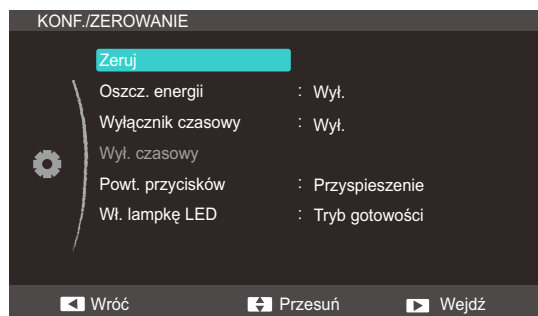 KONF./ZEROWANIE
Zeruj
Oszcz. energii : Wył.
Wyłącznik czasowy : Wył.
Wył. czasowy
Powt. przycisków : Przyspieszenie
Wł. lampkę LED : Tryb gotowości
Wróć Przesuń Wejdź